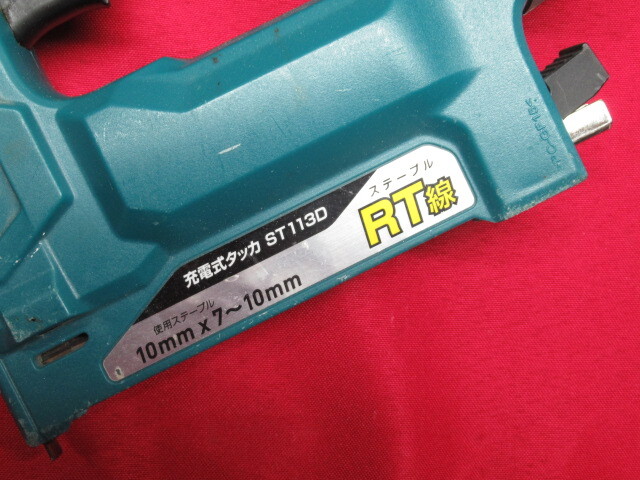 充電式タッカ ST113D
ステープル
RT線
使用ステープル
10mm x 7～10mm